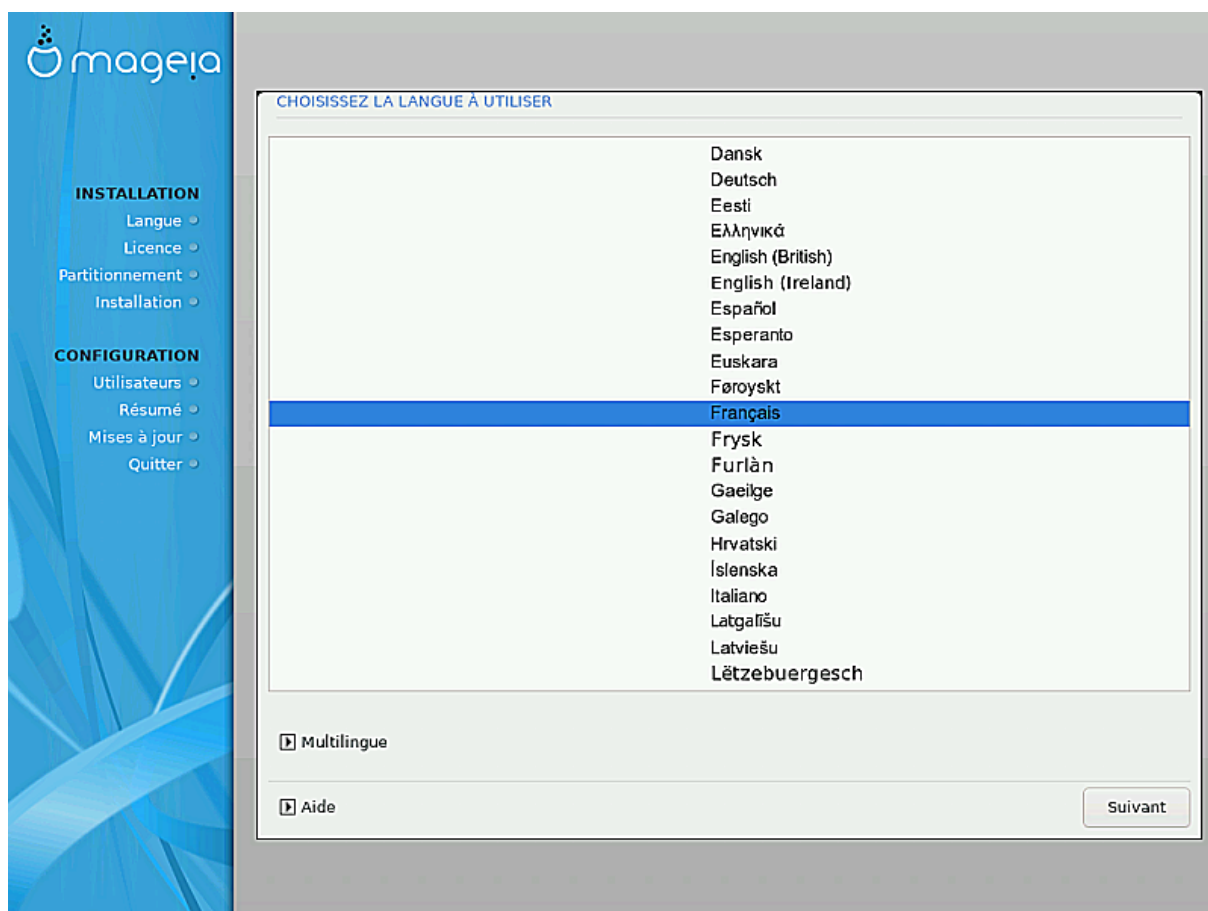 mageia
INSTALLATION
Langue
Licence
Partitionnement
Installation
CONFIGURATION
Utilisateurs
Résumé
Mises à jour
Quitter
CHOISISSEZ LA LANGUE À UTILISER
Dansk
Deutsch
Eesti
Ελληνικά
English (British)
English (Ireland)
Español
Esperanto
Euskara
Føroyskt
Français
Frysk
Furlàn
Gaeilge
Galego
Hrvatski
Íslenska
Italiano
Latgalīšu
Latviešu
Lëtzebuergesch
Multilingue
Aide
Suivant